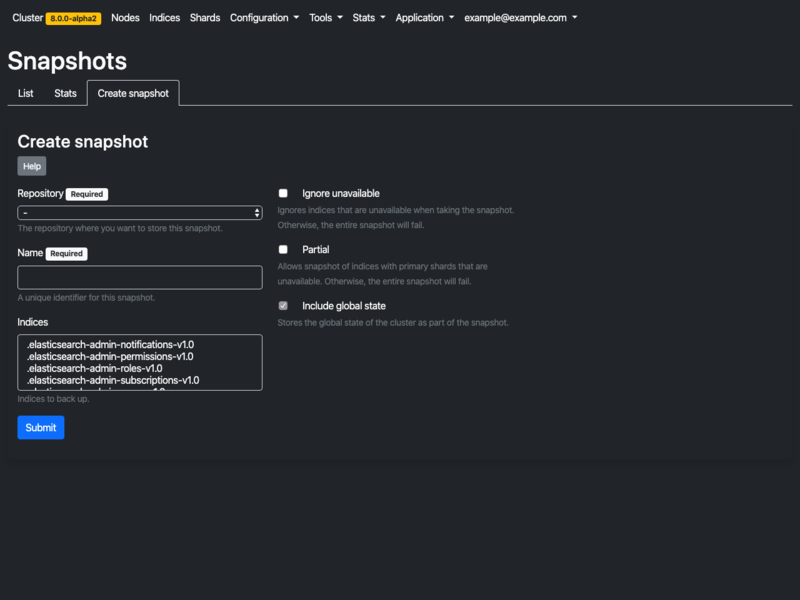 Cluster 8.0.0-alpha2 Nodes Indices Shards Configuration Tools Stats Application example@example.com
Snapshots
List Stats Create snapshot
Create snapshot
Help
Repository Required
-
The repository where you want to store this snapshot.
Name Required
A unique identifier for this snapshot.
Indices
.elasticsearch-admin-notifications-v1.0
.elasticsearch-admin-permissions-v1.0
.elasticsearch-admin-roles-v1.0
.elasticsearch-admin-subscriptions-v1.0
Indices to back up.
Submit
Ignore unavailable
Ignores indices that are unavailable when taking the snapshot.
Otherwise, the entire snapshot will fail.
Partial
Allows snapshot of indices with primary shards that are
unavailable. Otherwise, the entire snapshot will fail.
Include global state
Stores the global state of the cluster as part of the snapshot.